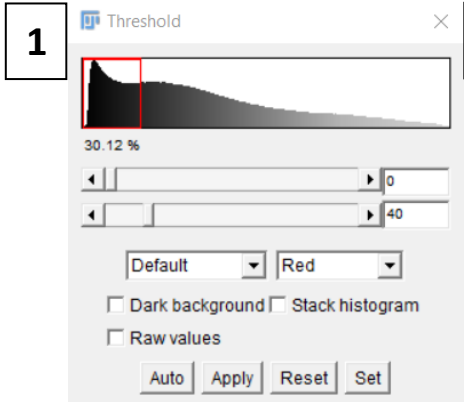 1
Threshold
30.12 %
0
40
Default Red
Dark background Stack histogram
Raw values
Auto Apply Reset Set